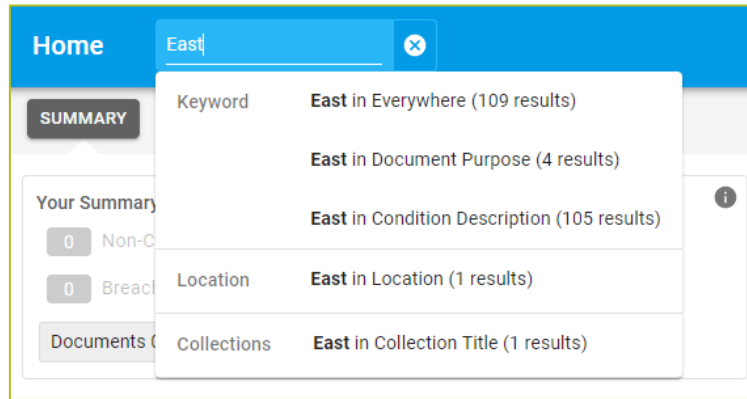 Home East
Keyword East in Everywhere (109 results)
SUMMARY
East in Document Purpose (4 results)
Your Summary
East in Condition Description (105 results)
0 Non-C
Location East in Location (1 results)
0 Breach
Documents
Collections East in Collection Title (1 results)